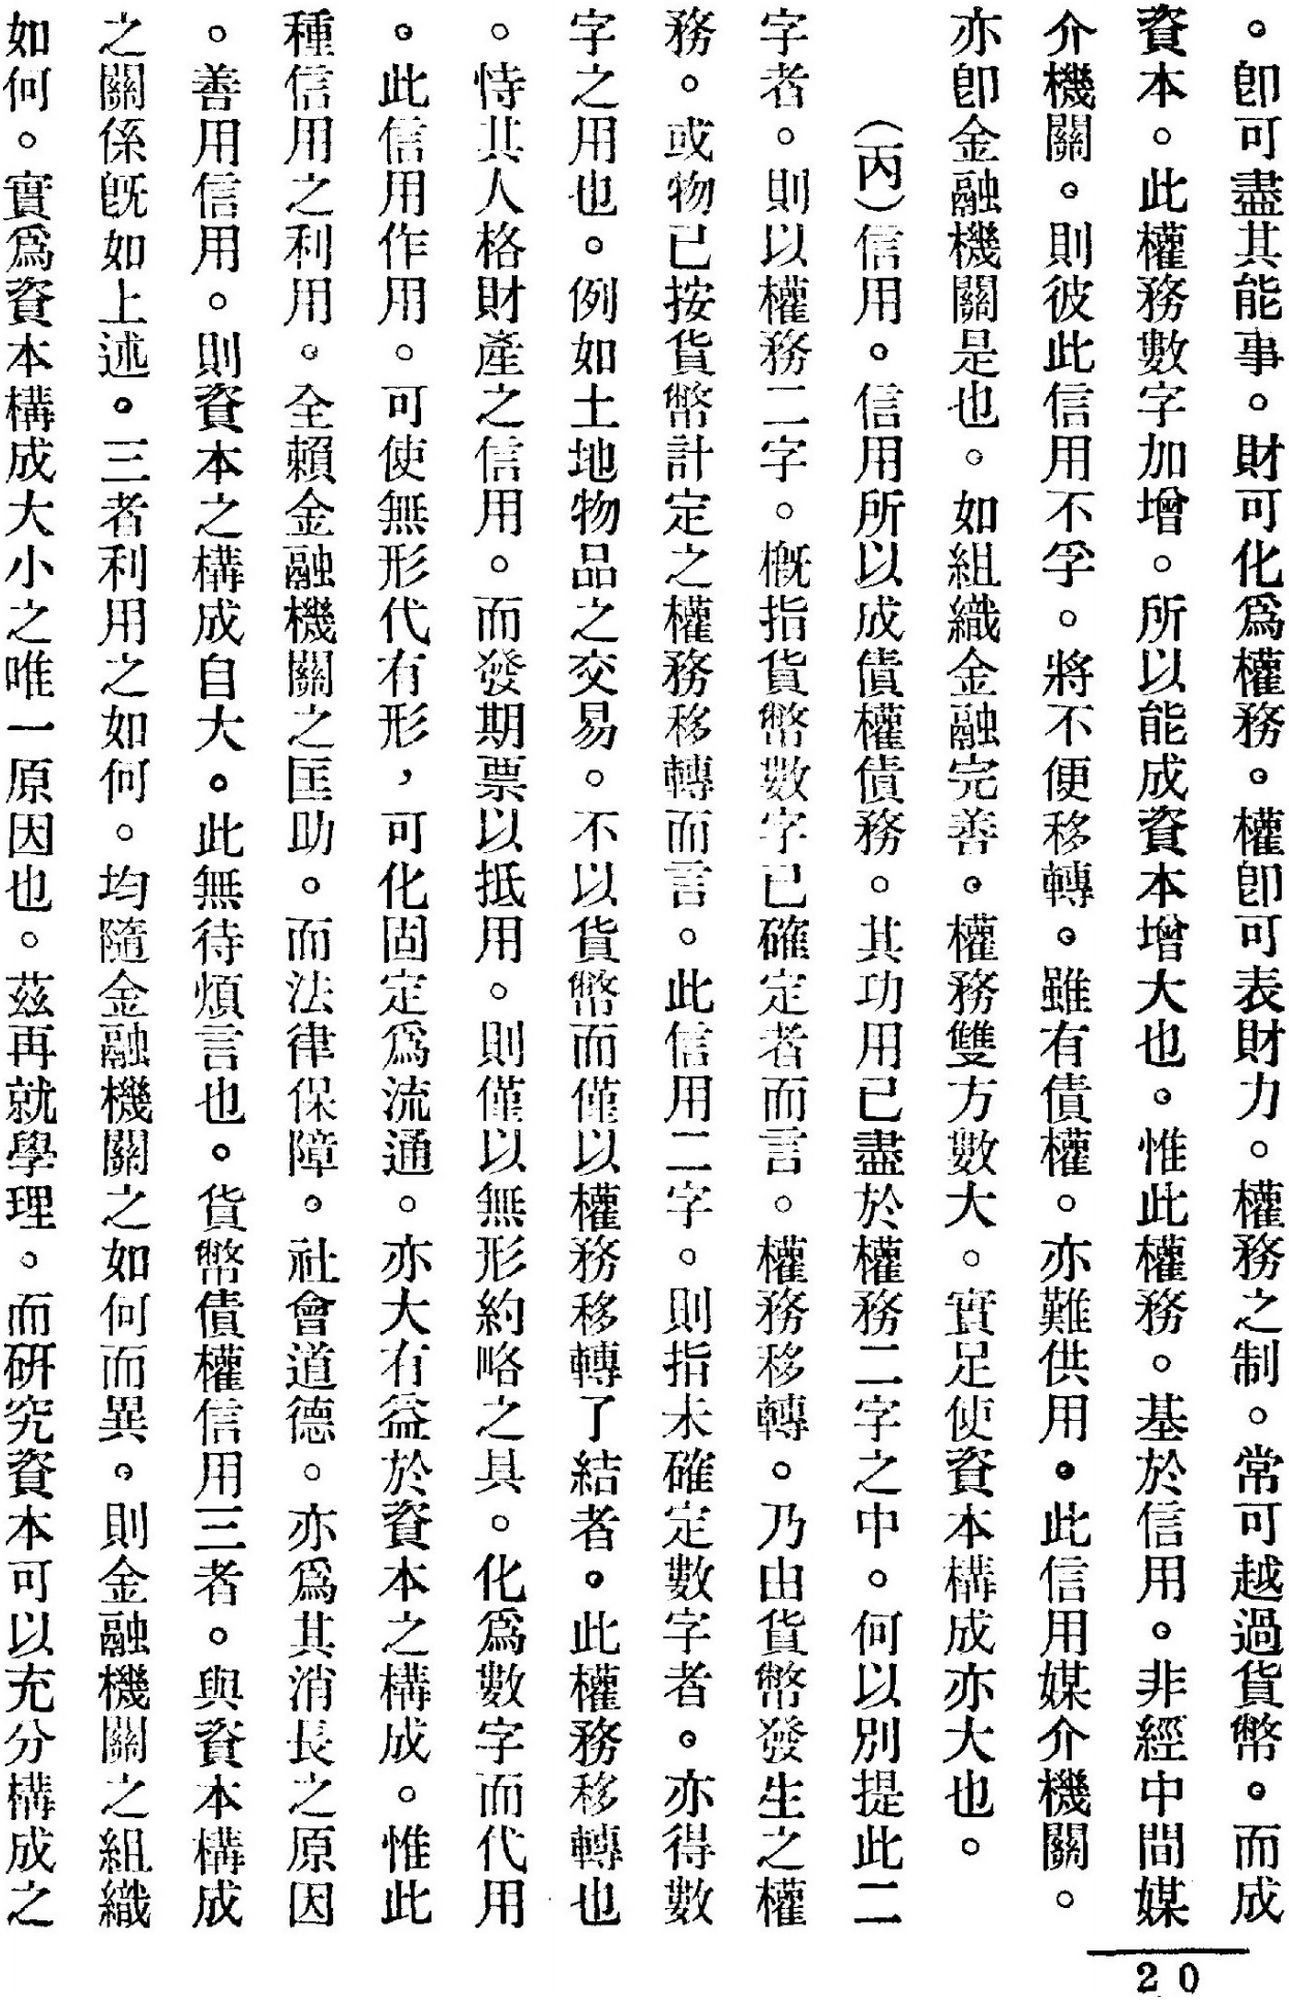 。卽可盡其能事。財可化爲權務。權卽可表財力。權務之制。常可越過貨幣。而成
資本。此權務數字加增。所以能成資本增大也。惟此權務。基於信用。非經中間媒
介機關。則彼此信用不孚。將不便移轉。雖有債權。亦難供用。此信用媒介機關。
亦卽金融機關是也。如組織金融完善。權務雙方數大。實足使資本構成亦大也。
(丙)信用。信用所以成債權債務。其功用已盡於權務二字之中。何以別提此二
字者。則以權務二字。概指貨幣數字已確定者而言。權務移轉。乃由貨幣發生之權
務。或物已按貨幣計定之權務移轉而言。此信用二字。則指未確定數字者。亦得數
字之用也。例如土地物品之交易。不以貨幣而僅以權務移轉了結者。此權務移轉也
。恃其人格財產之信用。而發期票以抵用。則僅以無形約略之具。化爲數字而代用
。此信用作用。可使無形代有形，可化固定爲流通。亦大有益於資本之構成。惟此
種信用之利用。全賴金融機關之匡助。而法律保障。社會道德。亦爲其消長之原因
。善用信用。則資本之構成自大。此無待煩言也。貨幣債權信用三者。與資本構成
之關係旣如上述。三者利用之如何。均隨金融機關之如何而異。則金融機關之組織
如何。實爲資本構成大小之唯一原因也。茲再就學理。而研究資本可以充分構成之
20